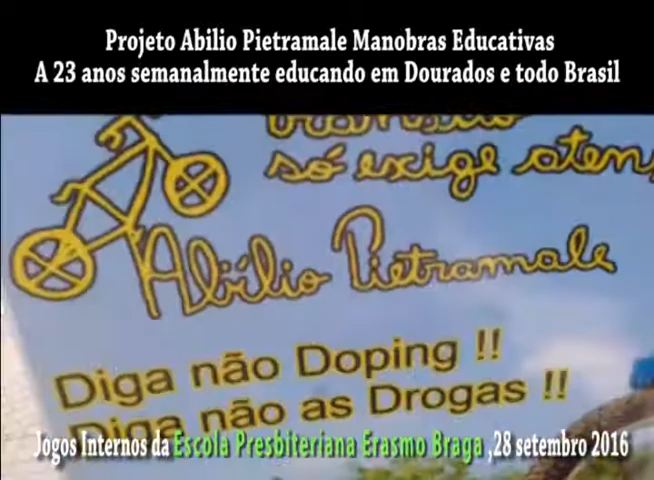 Projeto Abilio Pietramale Manobras Educativas
A 23 anos semanalmente educando em Dourados e todo Brasil
só exige aten
Abílio Pietramale
Diga não Doping !!
Diga não as Drogas !!
Jogos Internos da Escola Presbiteriana Erasmo Braga ,28 setembro 2016